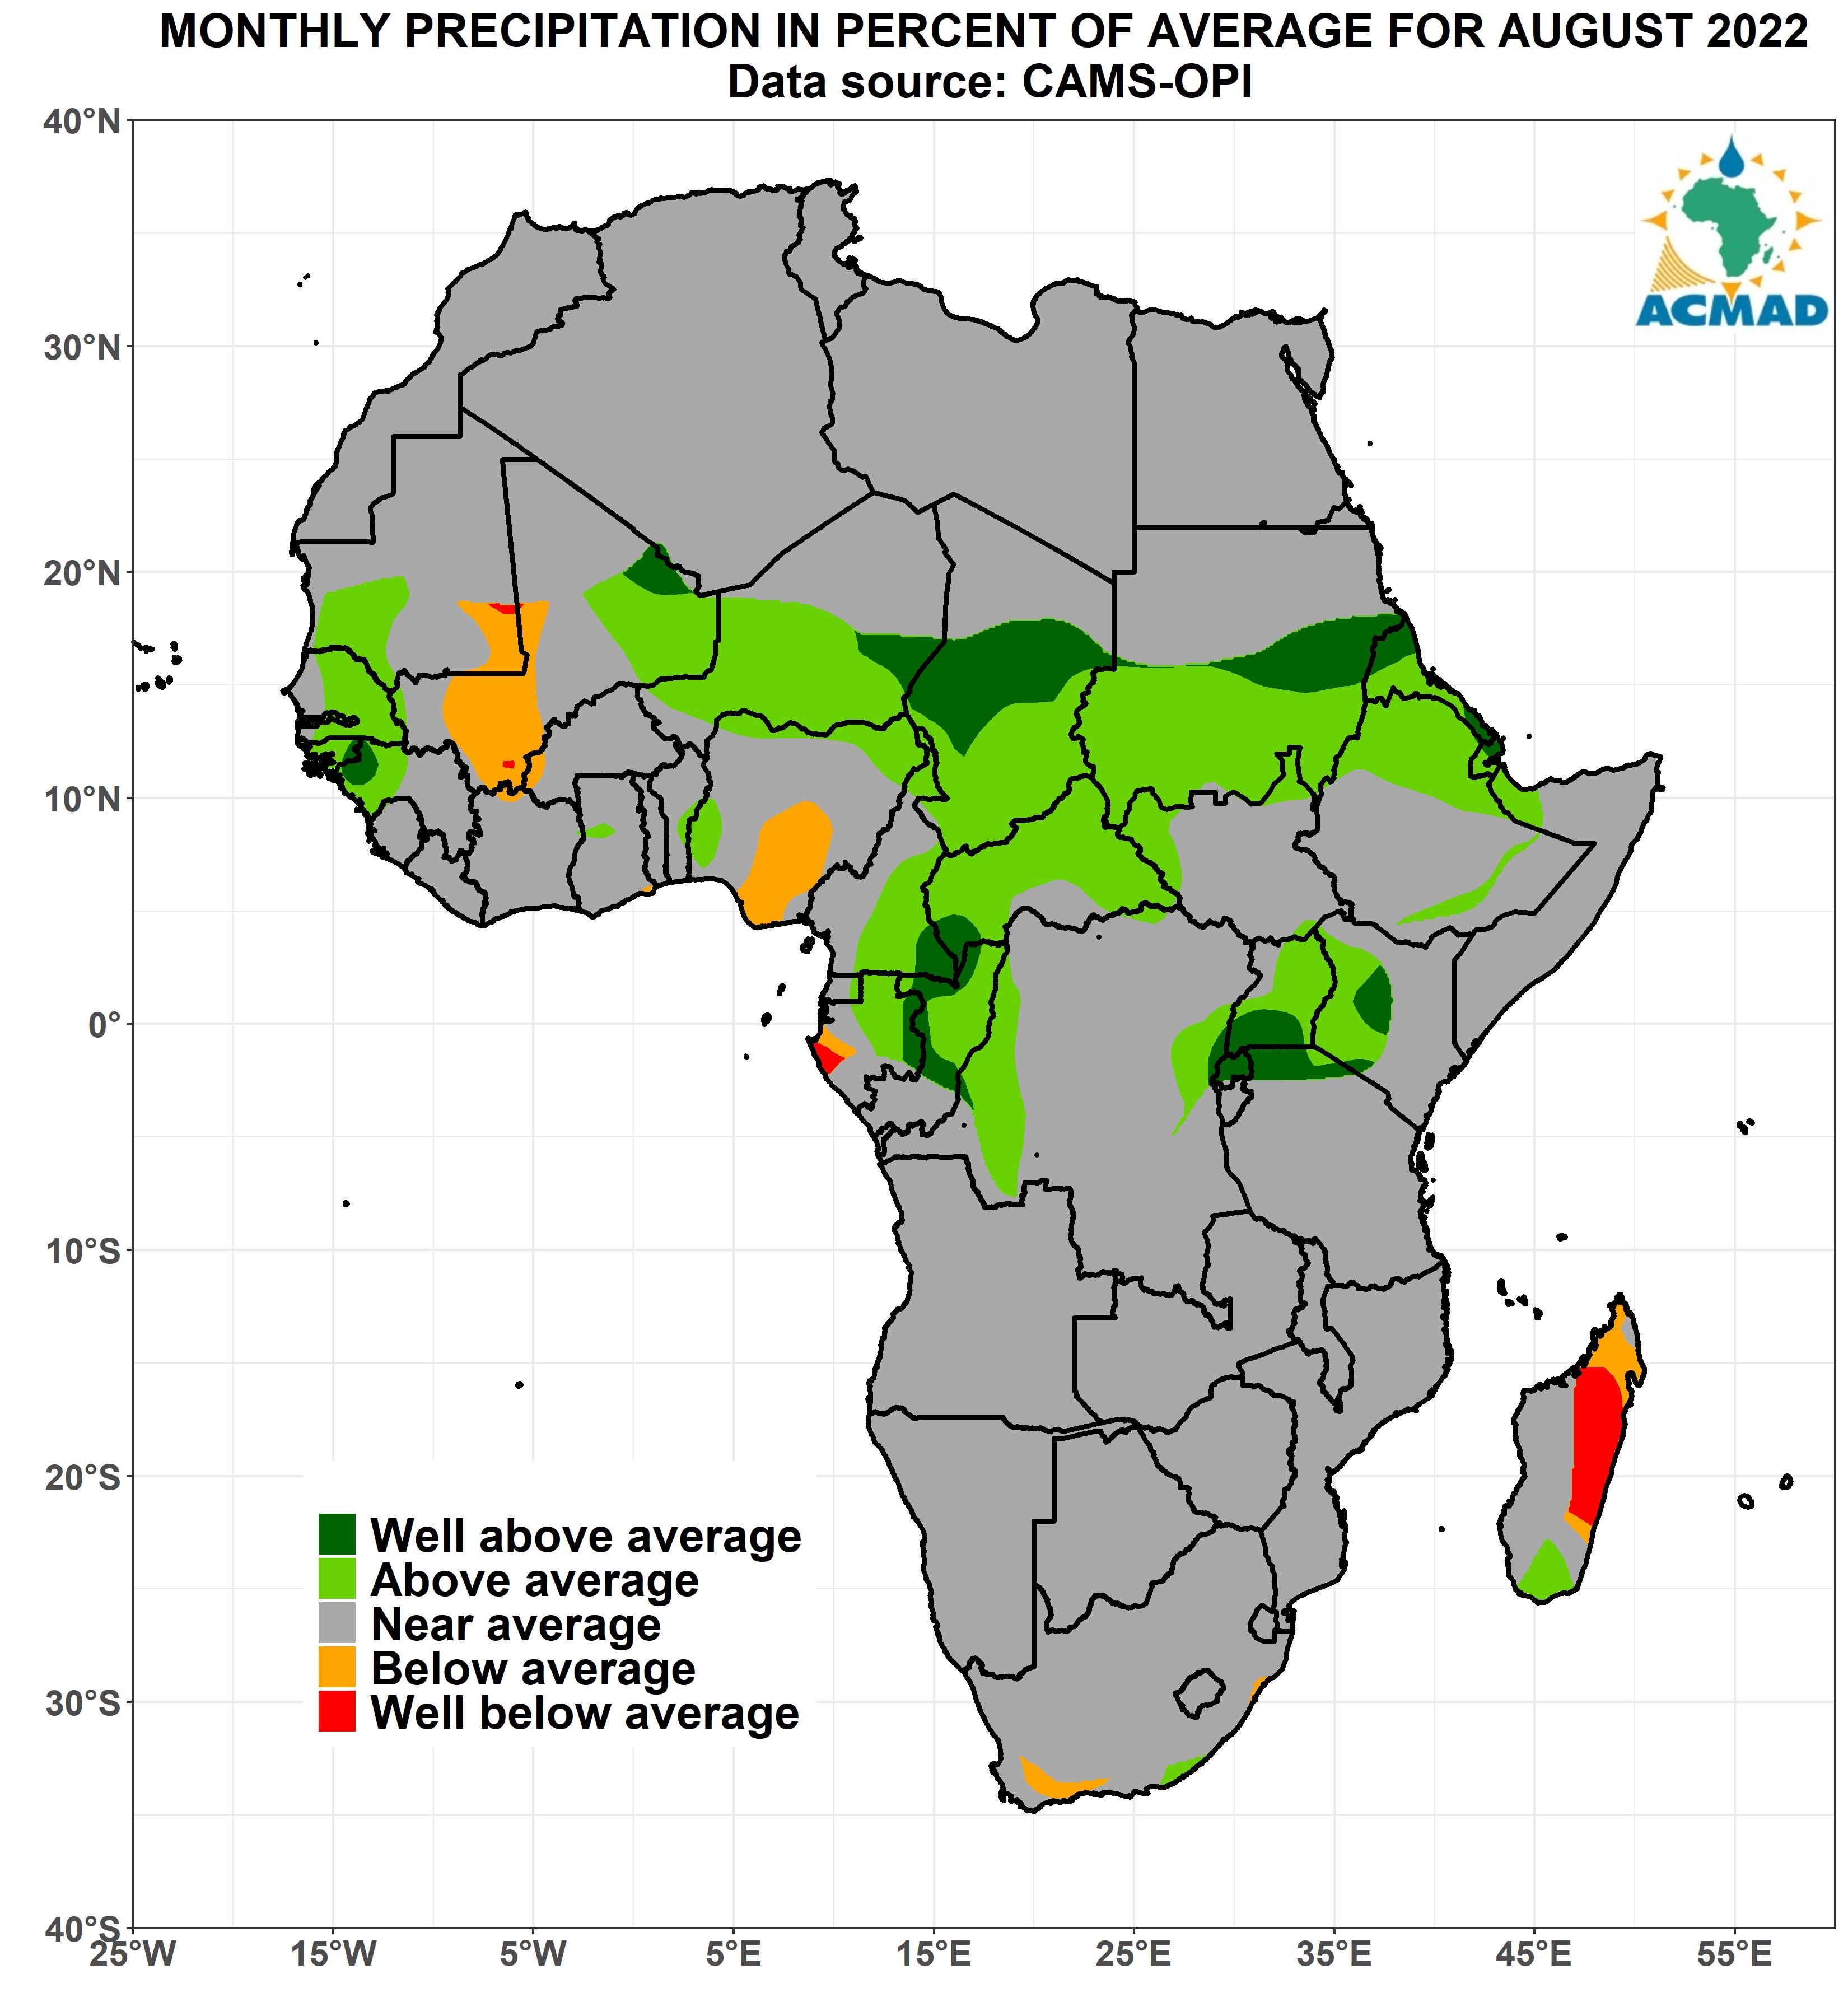 MONTHLY PRECIPITATION IN PERCENT OF AVERAGE FOR AUGUST 2022
Data source: CAMS-OPI
40°N
ACMAD
30°N
20°N
10°N
0°
10°S
20°S
Well above average
Above average
Near average
Below average
Well below average
30°S
40°S
25°W
15°W
5°W
5°E
15°E
25°E
35°E
45°E
55°E